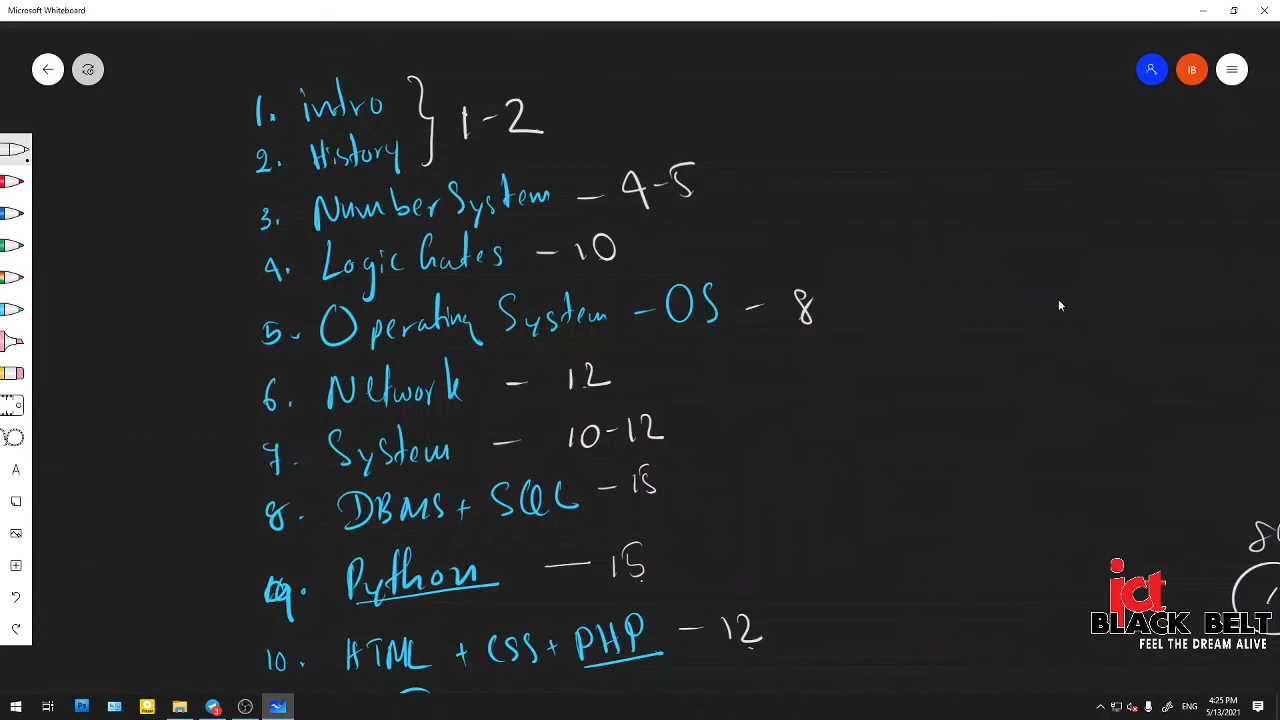 Microsoft Whiteboard
IB
1. intro
2. History
1-2
3. Number System - 4-5
4. Logic Gates - 10
5. Operating System - OS - 8
6. Network - 12
7. System - 10-12
8. DBMS + SQL - 15
9. Python - 15
10. HTML + CSS + PHP - 12
A
ict
BLACK BELT
FEEL THE DREAM ALIVE
4:25 PM
5/13/2021